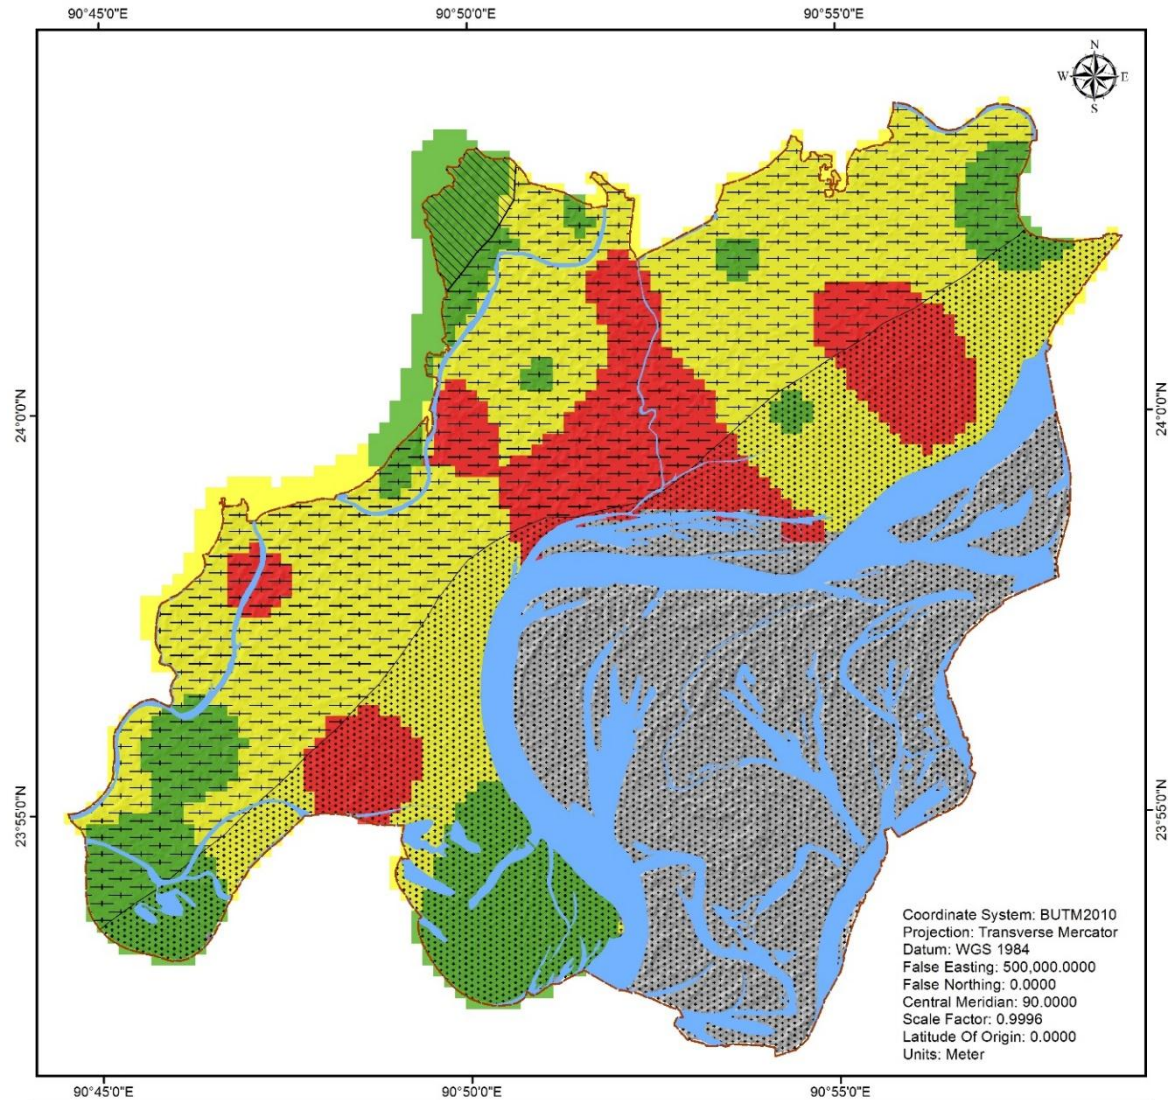 90°45'0"E 90°50'0"E 90°55'0"E
N
W E
S
24°0'0"N 24°0'0"N
23°55'0"N 23°55'0"N
Coordinate System: BUTM2010
Projection: Transverse Mercator
Datum: WGS 1984
False Easting: 500,000.0000
False Northing: 0.0000
Central Meridian: 90.0000
Scale Factor: 0.9996
Latitude Of Origin: 0.0000
Units: Meter
90°45'0"E 90°50'0"E 90°55'0"E